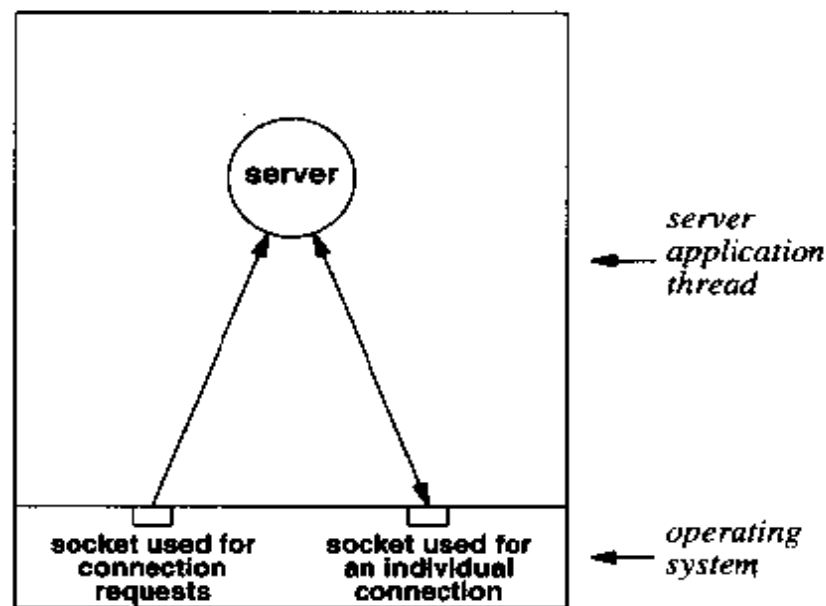 server
server
application
thread
socket used for
connection
requests
socket used for
an individual
connection
operating
system